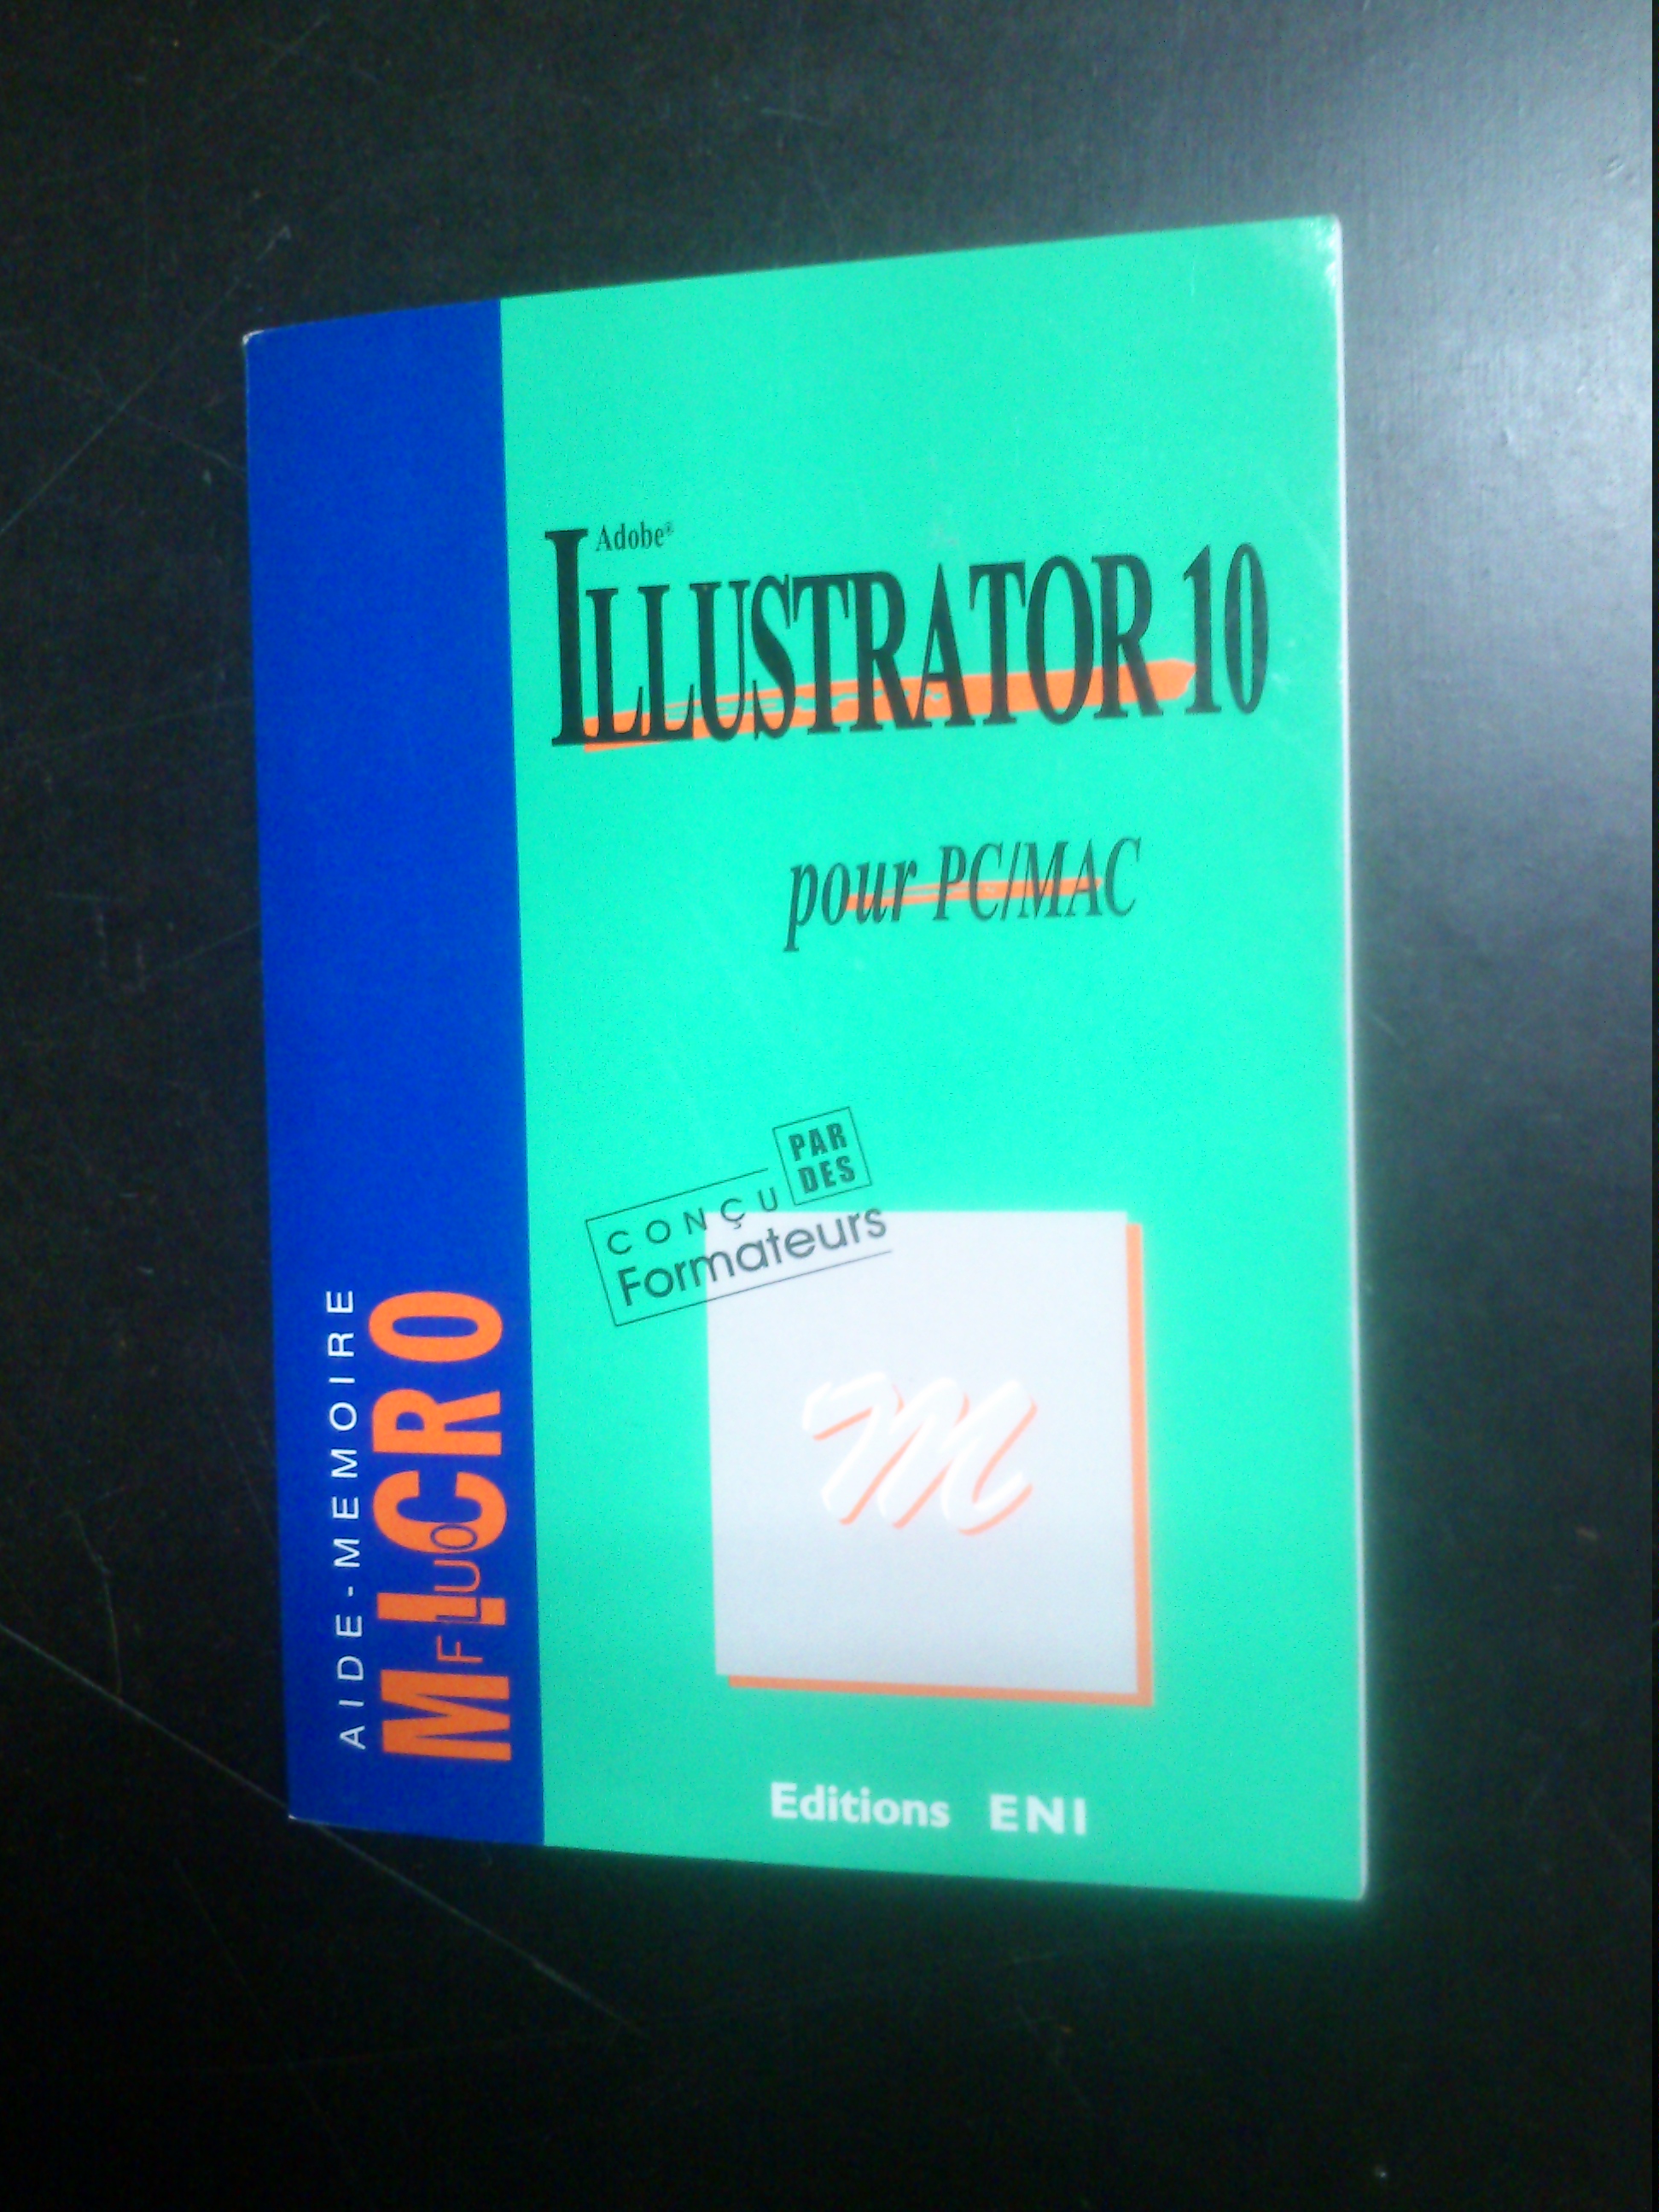 Adobe®
ILLUSTRATOR 10
pour PC/MAC
CONÇU
PAR
DES
Formateurs
Editions ENI
AIDE-MEMOIRE
MICRO
FLUO